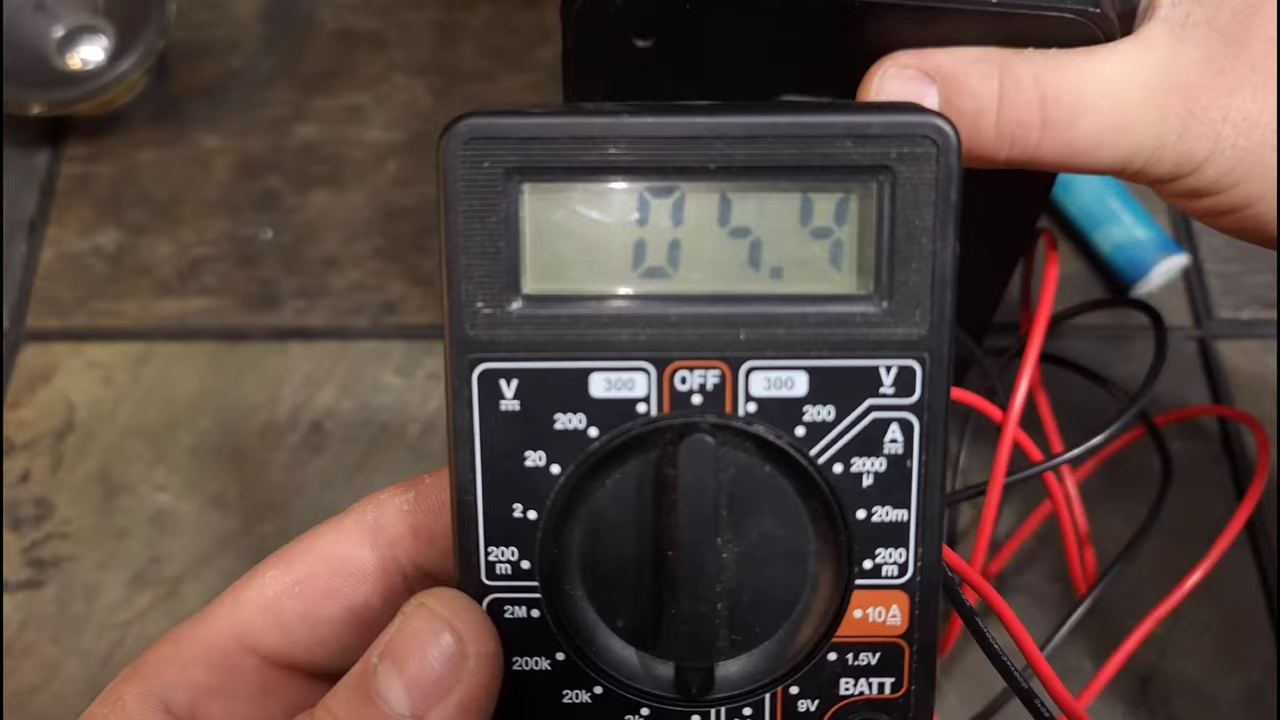 05.4
V 300 OFF 300 V
200 200 A
20 2000
μ
2 20m
200
m 200
m
2M 10A
200k 1.5V
20k 9V BATT